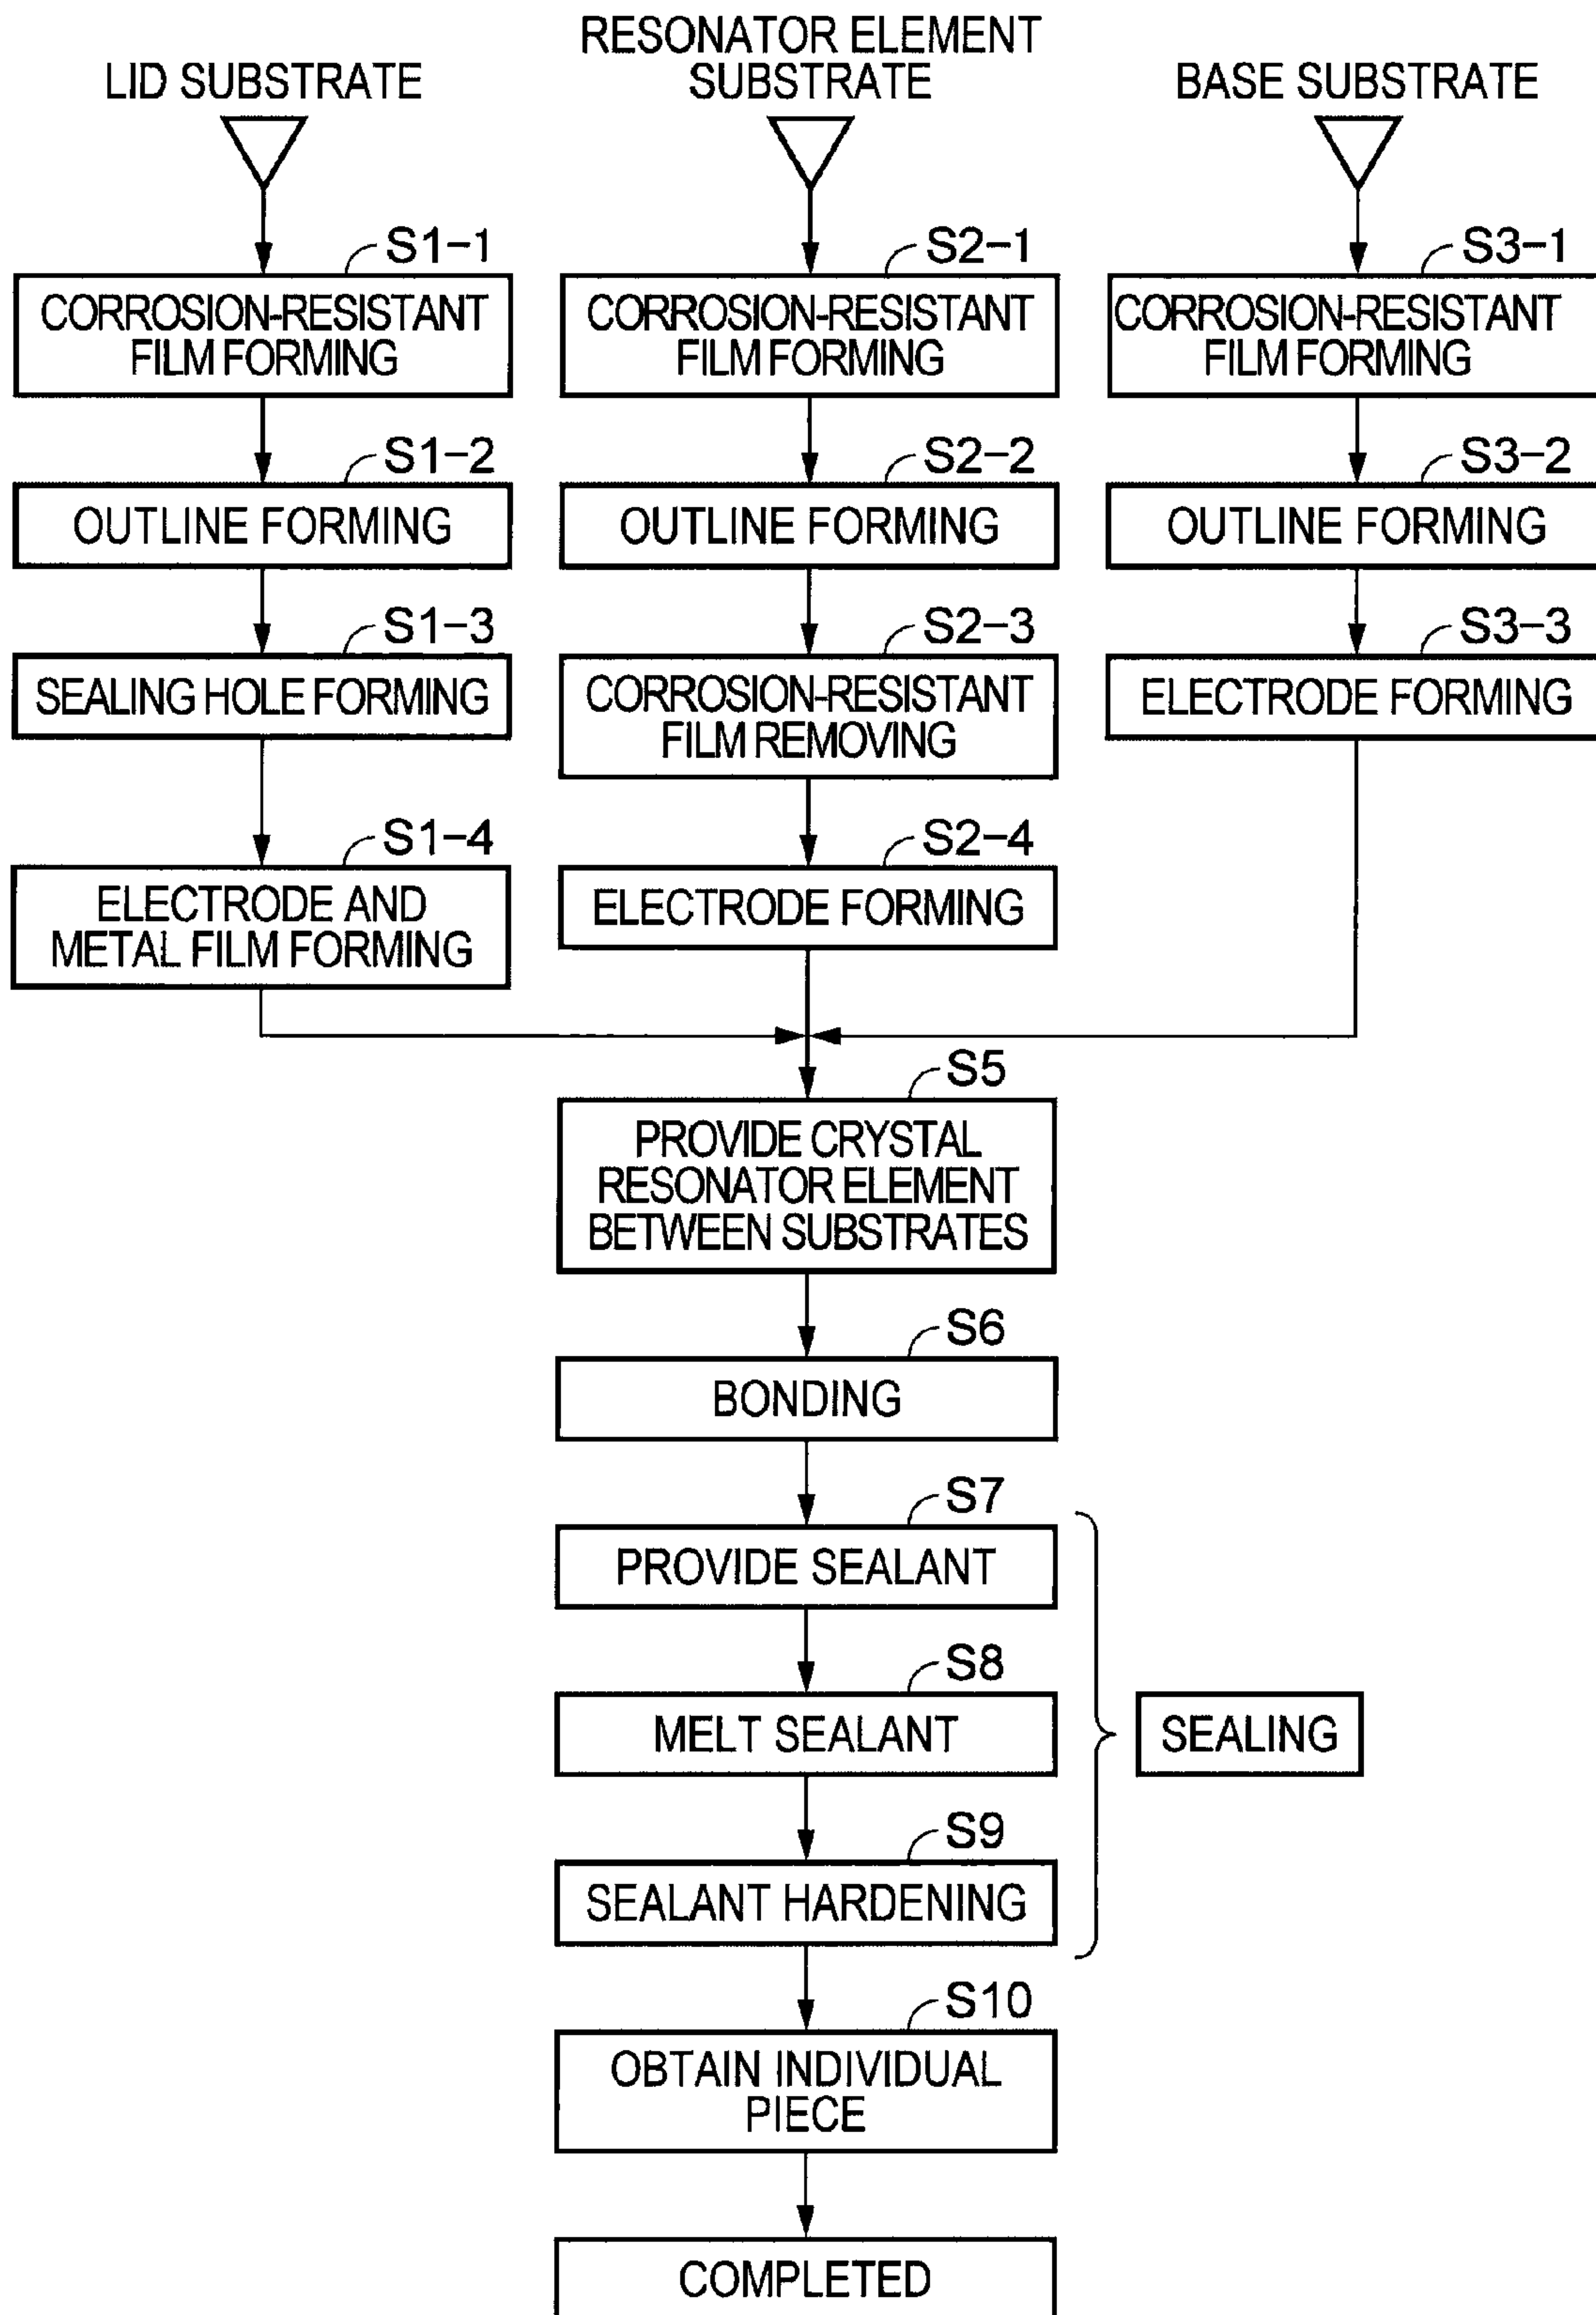 LID SUBSTRATE
RESONATOR ELEMENT
SUBSTRATE
BASE SUBSTRATE
S1-1
CORROSION-RESISTANT
FILM FORMING
S1-2
OUTLINE FORMING
S1-3
SEALING HOLE FORMING
S1-4
ELECTRODE AND
METAL FILM FORMING
S2-1
CORROSION-RESISTANT
FILM FORMING
S2-2
OUTLINE FORMING
S2-3
CORROSION-RESISTANT
FILM REMOVING
S2-4
ELECTRODE FORMING
S3-1
CORROSION-RESISTANT
FILM FORMING
S3-2
OUTLINE FORMING
S3-3
ELECTRODE FORMING
S5
PROVIDE CRYSTAL
RESONATOR ELEMENT
BETWEEN SUBSTRATES
S6
BONDING
S7
PROVIDE SEALANT
S8
MELT SEALANT
SEALING
S9
SEALANT HARDENING
S10
OBTAIN INDIVIDUAL
PIECE
COMPLETED